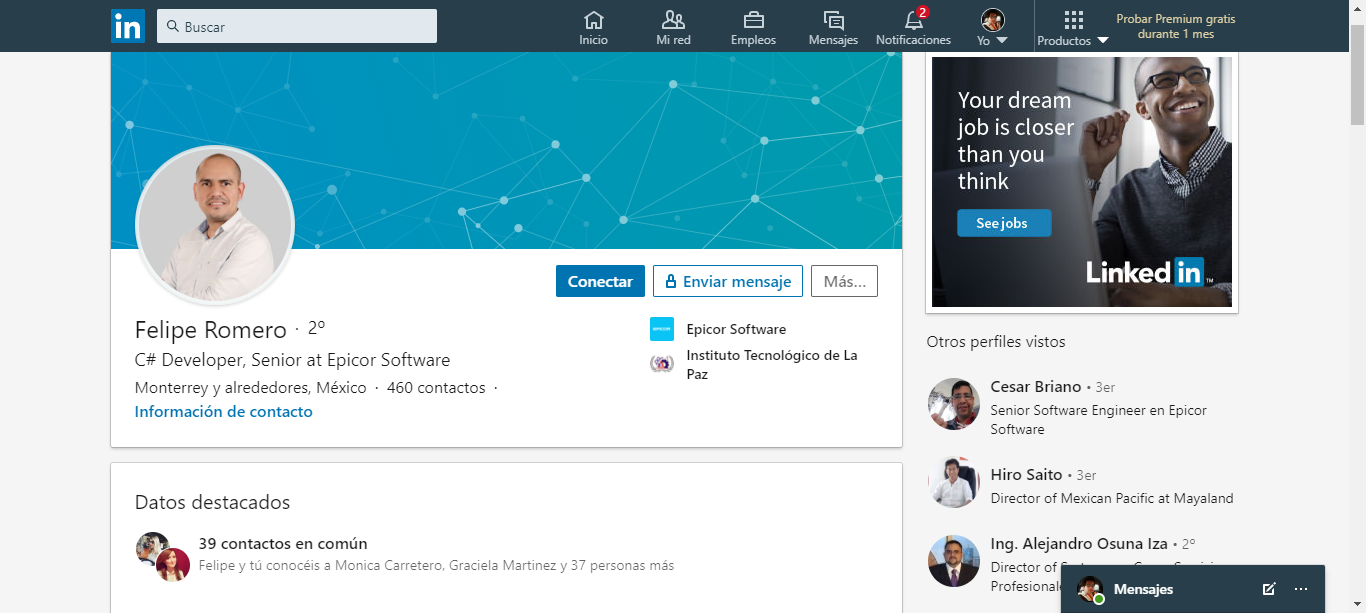 in
Buscar
Inicio
Mi red
Empleos
Mensajes
2
Notificaciones
Yo
Productos
Probar Premium gratis
durante 1 mes
Your dream
job is closer
than you
think
See jobs
Linked in TM
Conectar
Enviar mensaje
Más...
Felipe Romero · 2º
C# Developer, Senior at Epicor Software
Monterrey y alrededores, México · 460 contactos ·
Información de contacto
EPICOR
Epicor Software
Instituto Tecnológico de La
Paz
Datos destacados
39 contactos en común
Felipe y tú conocéis a Monica Carretero, Graciela Martinez y 37 personas más
Otros perfiles vistos
Cesar Briano • 3er
Senior Software Engineer en Epicor
Software
Hiro Saito • 3er
Director of Mexican Pacific at Mayaland
Ing. Alejandro Osuna Iza • 2º
Director of
Profesional
Mensajes